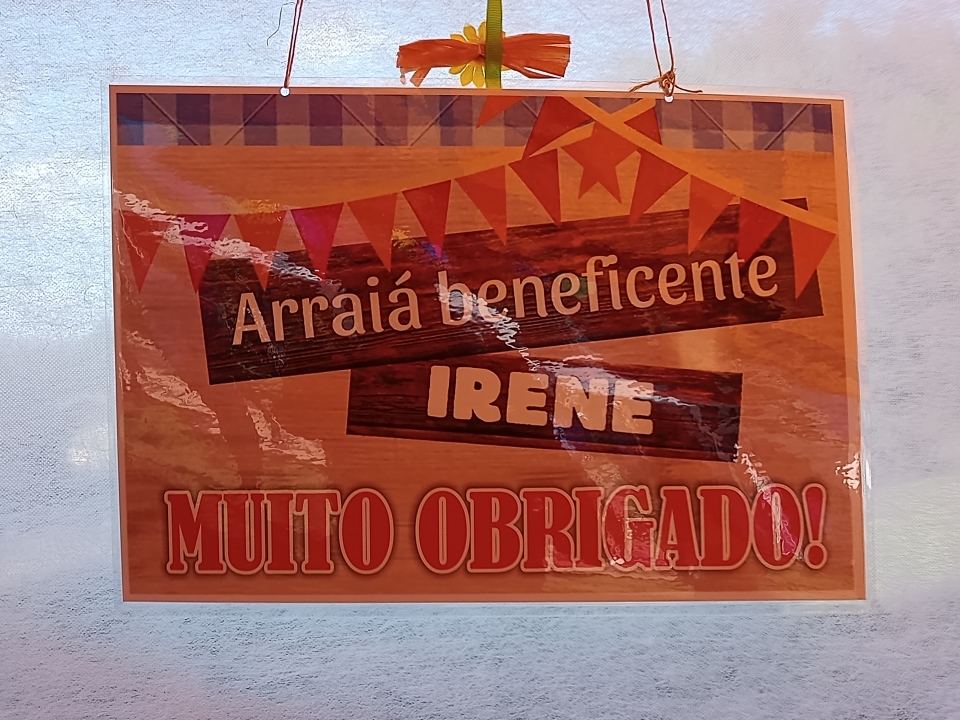 Arraiá beneficente
IRENE
MUITO OBRIGADO!